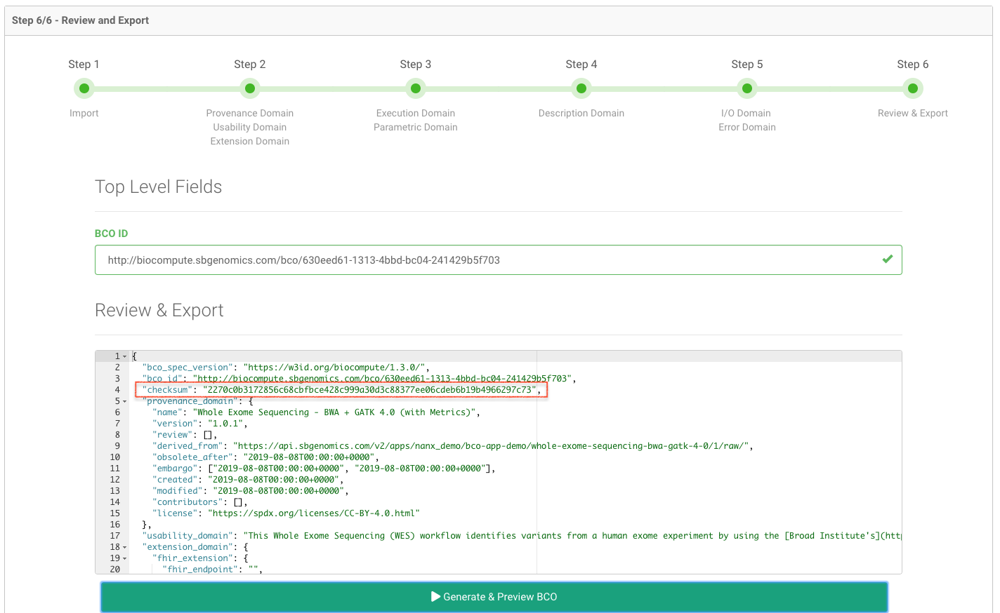 Step 6/6 - Review and Export
Step 1 Step 2 Step 3 Step 4 Step 5 Step 6
Import Provenance Domain Execution Domain Description Domain I/O Domain Review & Export
Usability Domain Parametric Domain Error Domain
Extension Domain
Top Level Fields
BCO ID
http://biocompute.sbgenomics.com/bco/630eed61-1313-4bbd-bc04-241429b5f703
Review & Export
1 {
2 "bco_spec_version": "https://w3id.org/biocompute/1.3.0/",
3 "bco_id": "http://biocompute.sbgenomics.com/bco/630eed61-1313-4bbd-bc04-241429b5f703",
4 "checksum": "2270c0b3172856c68cbfbce428c999a30d3c88377ee06cdeb6b19b4966297c73",
5 "provenance_domain": {
6 "name": "Whole Exome Sequencing - BWA + GATK 4.0 (with Metrics)",
7 "version": "1.0.1",
8 "review": [],
9 "derived_from": "https://api.sbgenomics.com/v2/apps/nanx_demo/bco-app-demo/whole-exome-sequencing-bwa-gatk-4-0/1/raw/",
10 "obsolete_after": "2019-08-08T00:00:00+0000",
11 "embargo": ["2019-08-08T00:00:00+0000", "2019-08-08T00:00:00+0000"],
12 "created": "2019-08-08T00:00:00+0000",
13 "modified": "2019-08-08T00:00:00+0000",
14 "contributors": [],
15 "license": "https://spdx.org/licenses/CC-BY-4.0.html"
16 },
17 "usability_domain": "This Whole Exome Sequencing (WES) workflow identifies variants from a human exome experiment by using the [Broad Institute's](htt
18 "extension_domain": {
19 "fhir_extension": {
20 "fhir_endpoint": "",
Generate & Preview BCO